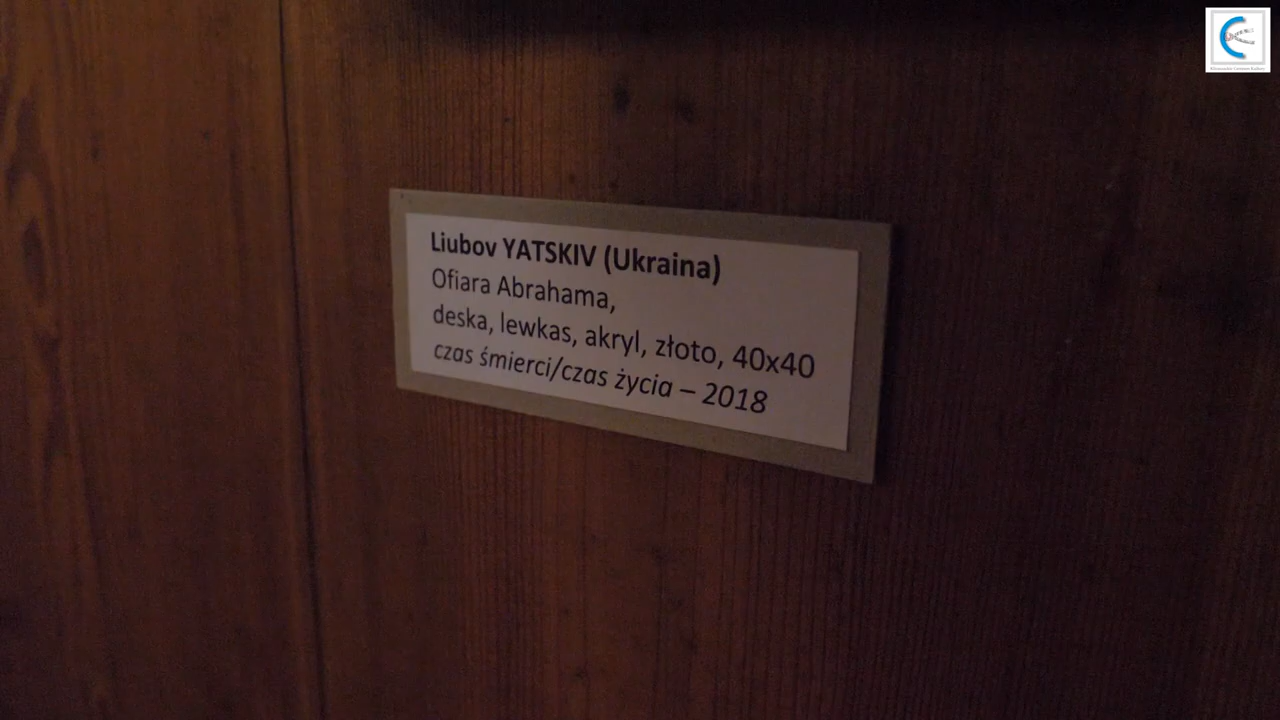 Liubov YATSKIV (Ukraina)
Ofiara Abrahama,
deska, lewkas, akryl, złoto, 40x40
czas śmierci/czas życia – 2018